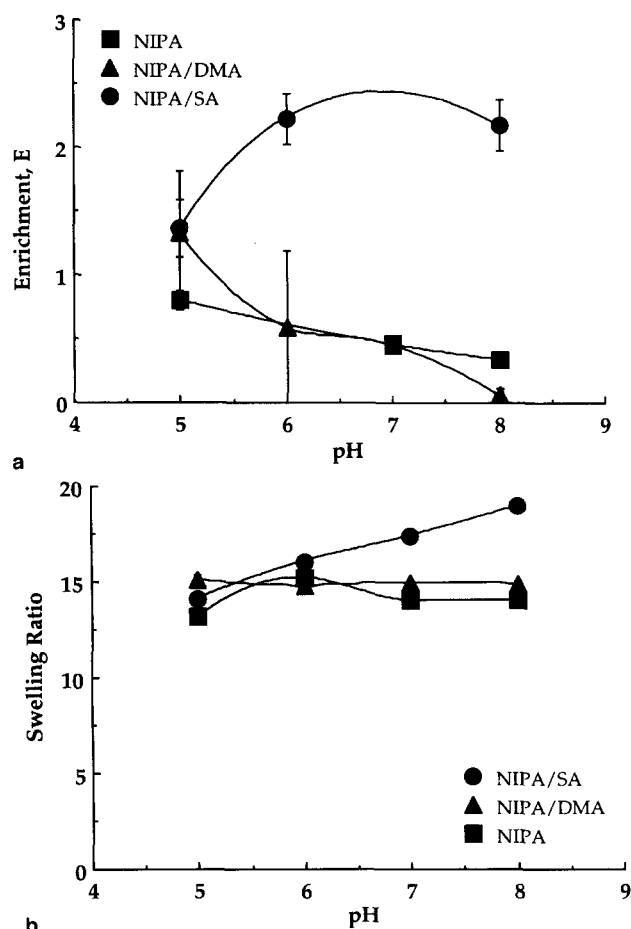 3
2
1
0
Enrichment, E
NIPA
NIPA/DMA
NIPA/SA
4 5 6 7 8 9
pH
a
20
15
10
5
0
Swelling Ratio
NIPA/SA
NIPA/DMA
NIPA
4 5 6 7 8 9
pH
b